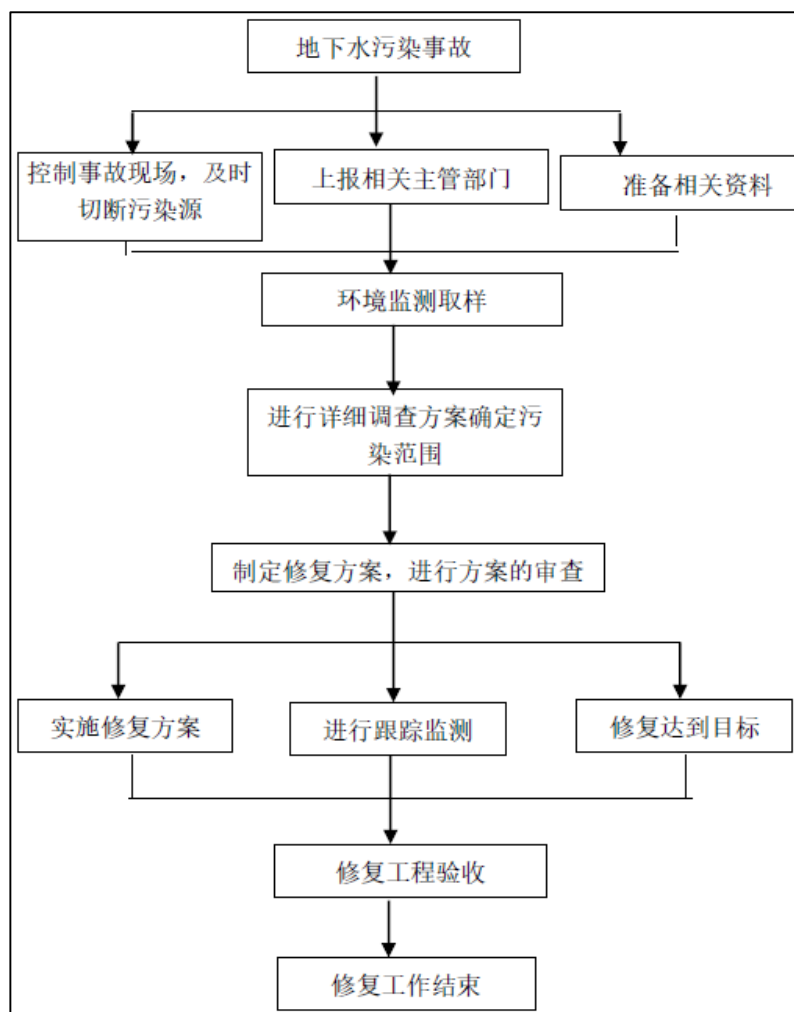 地下水污染事故
控制事故现场，及时
切断污染源
上报相关主管部门
准备相关资料
环境监测取样
进行详细调查方案确定污
染范围
制定修复方案，进行方案的审查
实施修复方案
进行跟踪监测
修复达到目标
修复工程验收
修复工作结束